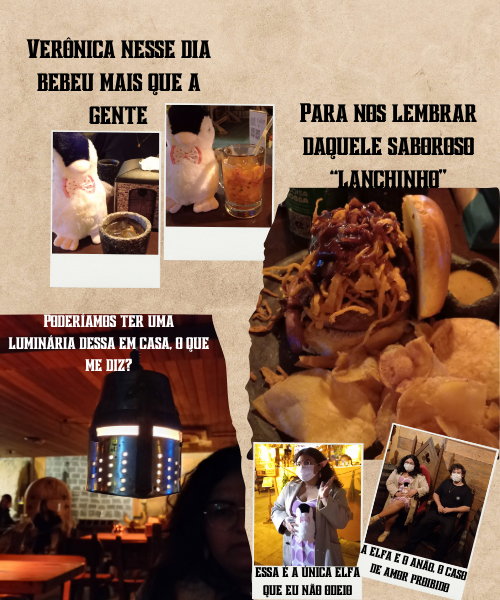 VERÔNICA NESSE DIA
BEBEU MAIS QUE A
GENTE
PARA NOS LEMBRAR
DAQUELE SABOROSO
“LANCHINHO”
PODERÍAMOS TER UMA
LUMINÁRIA DESSA EM CASA, O QUE
ME DIZ?
ESSA É A ÚNICA ELFA
QUE EU NÃO ODEIO
A ELFA E O ANÃO, O CASO
DE AMOR PROIBIDO